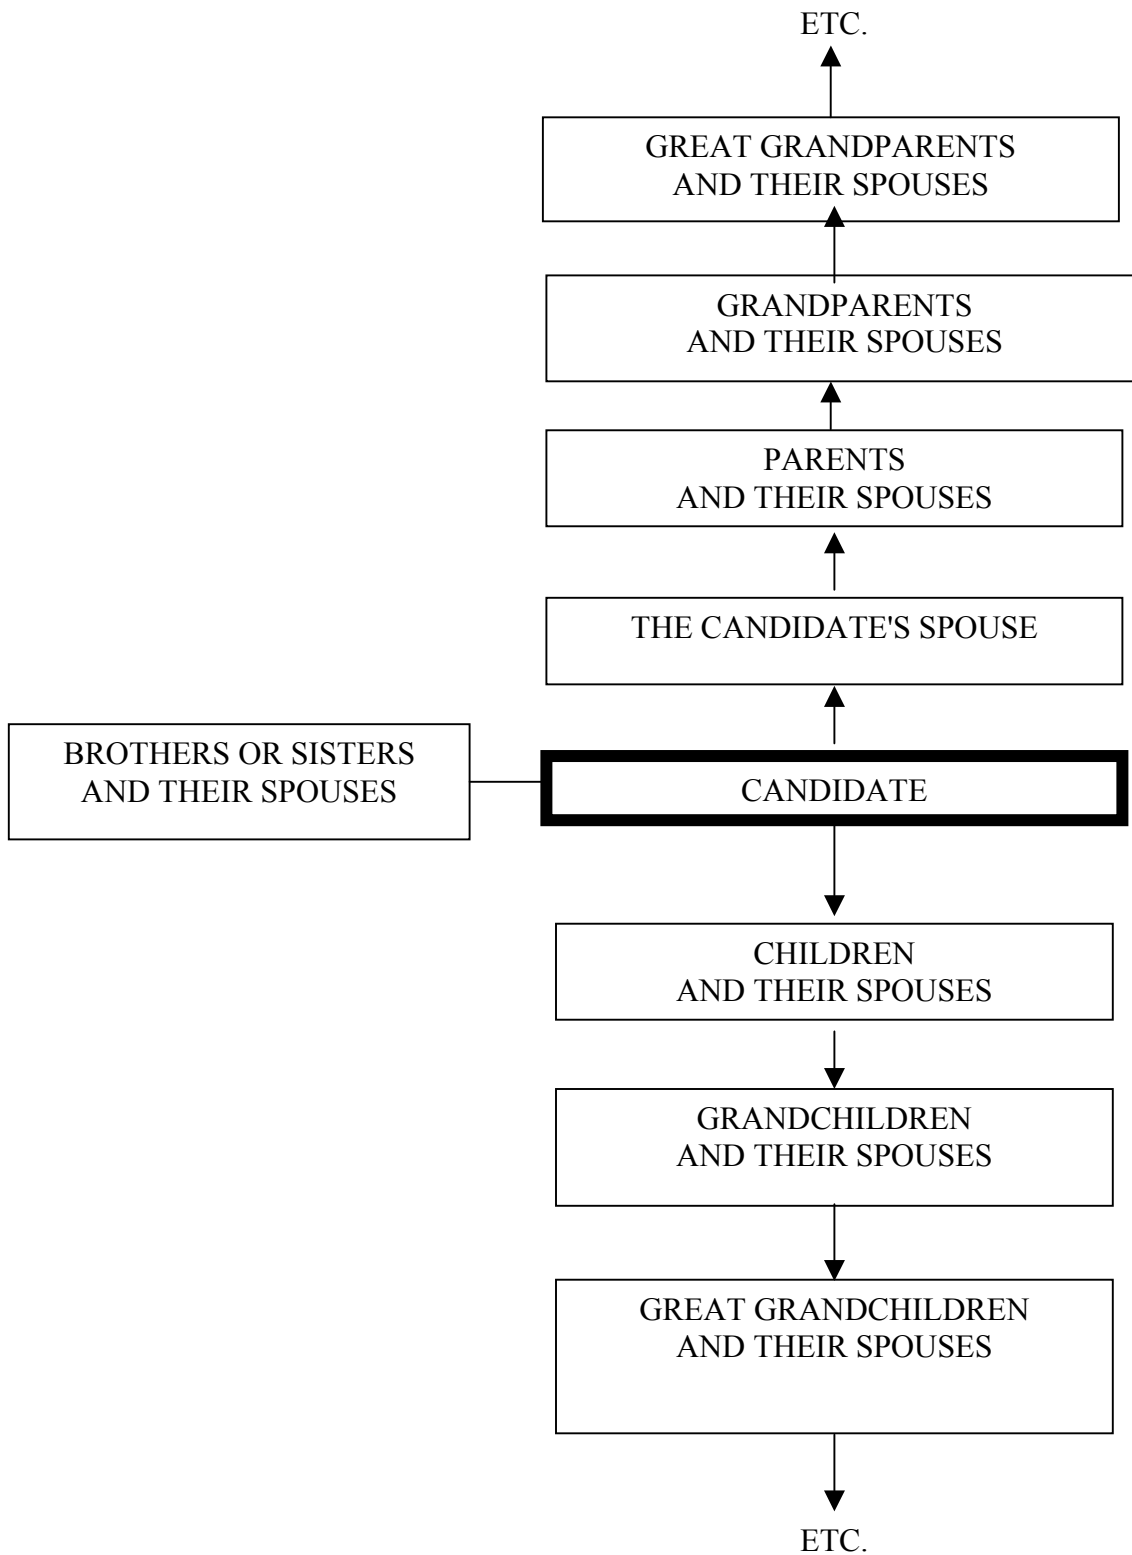 ETC.
GREAT GRANDPARENTS
AND THEIR SPOUSES
GRANDPARENTS
AND THEIR SPOUSES
PARENTS
AND THEIR SPOUSES
THE CANDIDATE'S SPOUSE
BROTHERS OR SISTERS
AND THEIR SPOUSES
CANDIDATE
CHILDREN
AND THEIR SPOUSES
GRANDCHILDREN
AND THEIR SPOUSES
GREAT GRANDCHILDREN
AND THEIR SPOUSES
ETC.